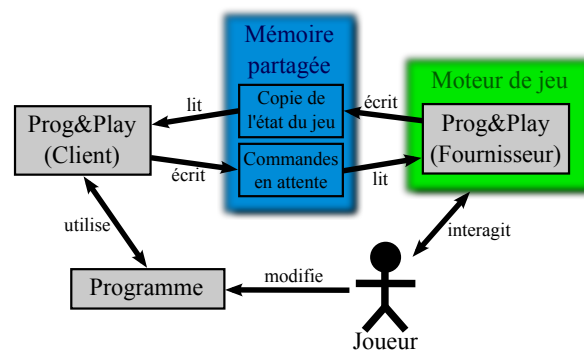 Mémoire
partagée
Moteur de jeu
lit
Copie de
l'état du jeu
écrit
Prog&Play
(Client)
Prog&Play
(Fournisseur)
écrit
Commandes
en attente
lit
utilise
interagit
Programme
modifie
Joueur